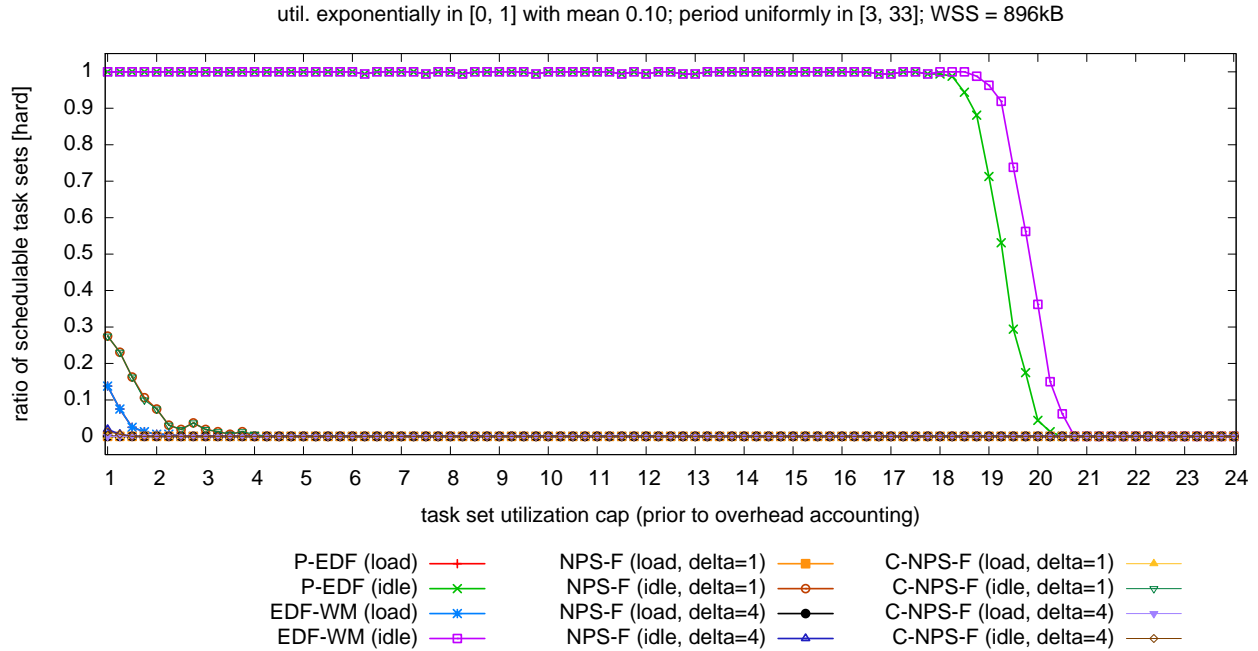 util. exponentially in [0, 1] with mean 0.10; period uniformly in [3, 33]; WSS = 896kB
ratio of schedulable task sets [hard]
1
0.9
0.8
0.7
0.6
0.5
0.4
0.3
0.2
0.1
0
1 2 3 4 5 6 7 8 9 10 11 12 13 14 15 16 17 18 19 20 21 22 23 24
task set utilization cap (prior to overhead accounting)
P-EDF (load) NPS-F (load, delta=1) C-NPS-F (load, delta=1)
P-EDF (idle) NPS-F (idle, delta=1) C-NPS-F (idle, delta=1)
EDF-WM (load) NPS-F (load, delta=4) C-NPS-F (load, delta=4)
EDF-WM (idle) NPS-F (idle, delta=4) C-NPS-F (idle, delta=4)